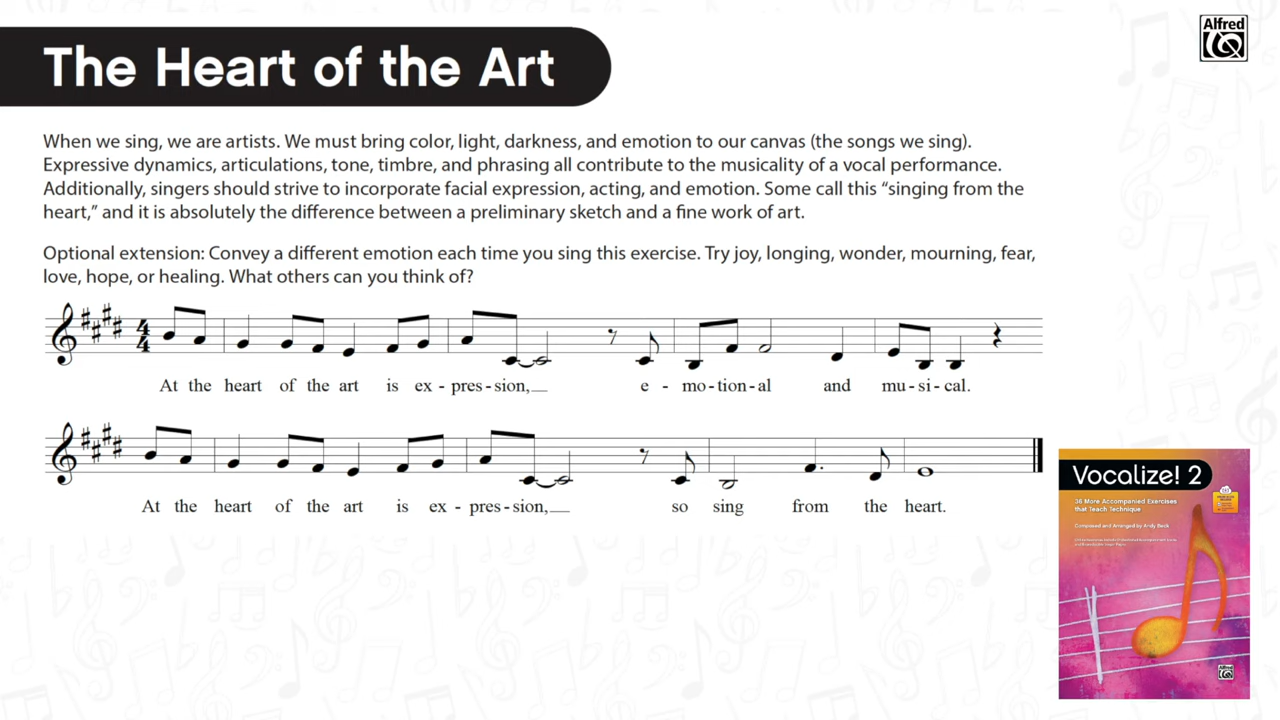 Alfred
The Heart of the Art
When we sing, we are artists. We must bring color, light, darkness, and emotion to our canvas (the songs we sing).
Expressive dynamics, articulations, tone, timbre, and phrasing all contribute to the musicality of a vocal performance.
Additionally, singers should strive to incorporate facial expression, acting, and emotion. Some call this “singing from the
heart,” and it is absolutely the difference between a preliminary sketch and a fine work of art.
Optional extension: Convey a different emotion each time you sing this exercise. Try joy, longing, wonder, mourning, fear,
love, hope, or healing. What others can you think of?
4
4
At the heart of the art is ex - pres - sion, e - mo - tion - al and mu - si - cal.
At the heart of the art is ex - pres - sion, so sing from the heart.
Vocalize! 2
36 More Accompanied Exercises
that Teach Technique
Composed and Arranged by Andy Beck
Alfred